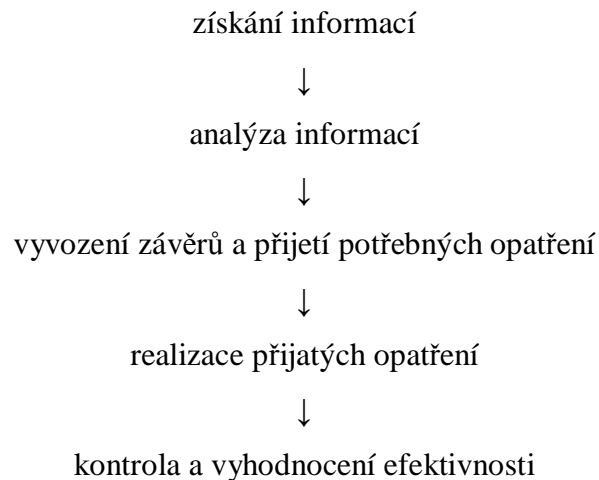 získání informací
↓
analýza informací
↓
vyvození závěrů a přijetí potřebných opatření
↓
realizace přijatých opatření
↓
kontrola a vyhodnocení efektivnosti